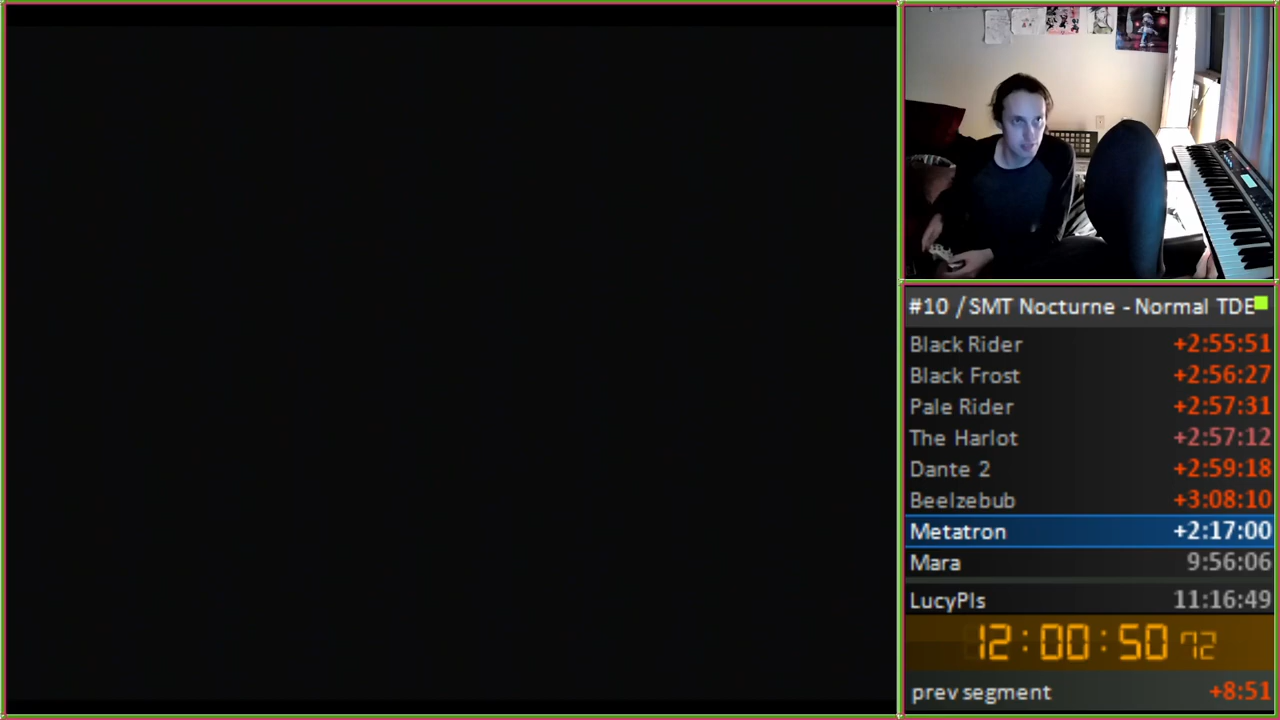 #10 /SMT Nocturne - Normal TDE
Black Rider +2:55:51
Black Frost +2:56:27
Pale Rider +2:57:31
The Harlot +2:57:12
Dante 2 +2:59:18
Beelzebub +3:08:10
Metatron +2:17:00
Mara 9:56:06
LucyPls 11:16:49
12:00:50 72
prev segment +8:51